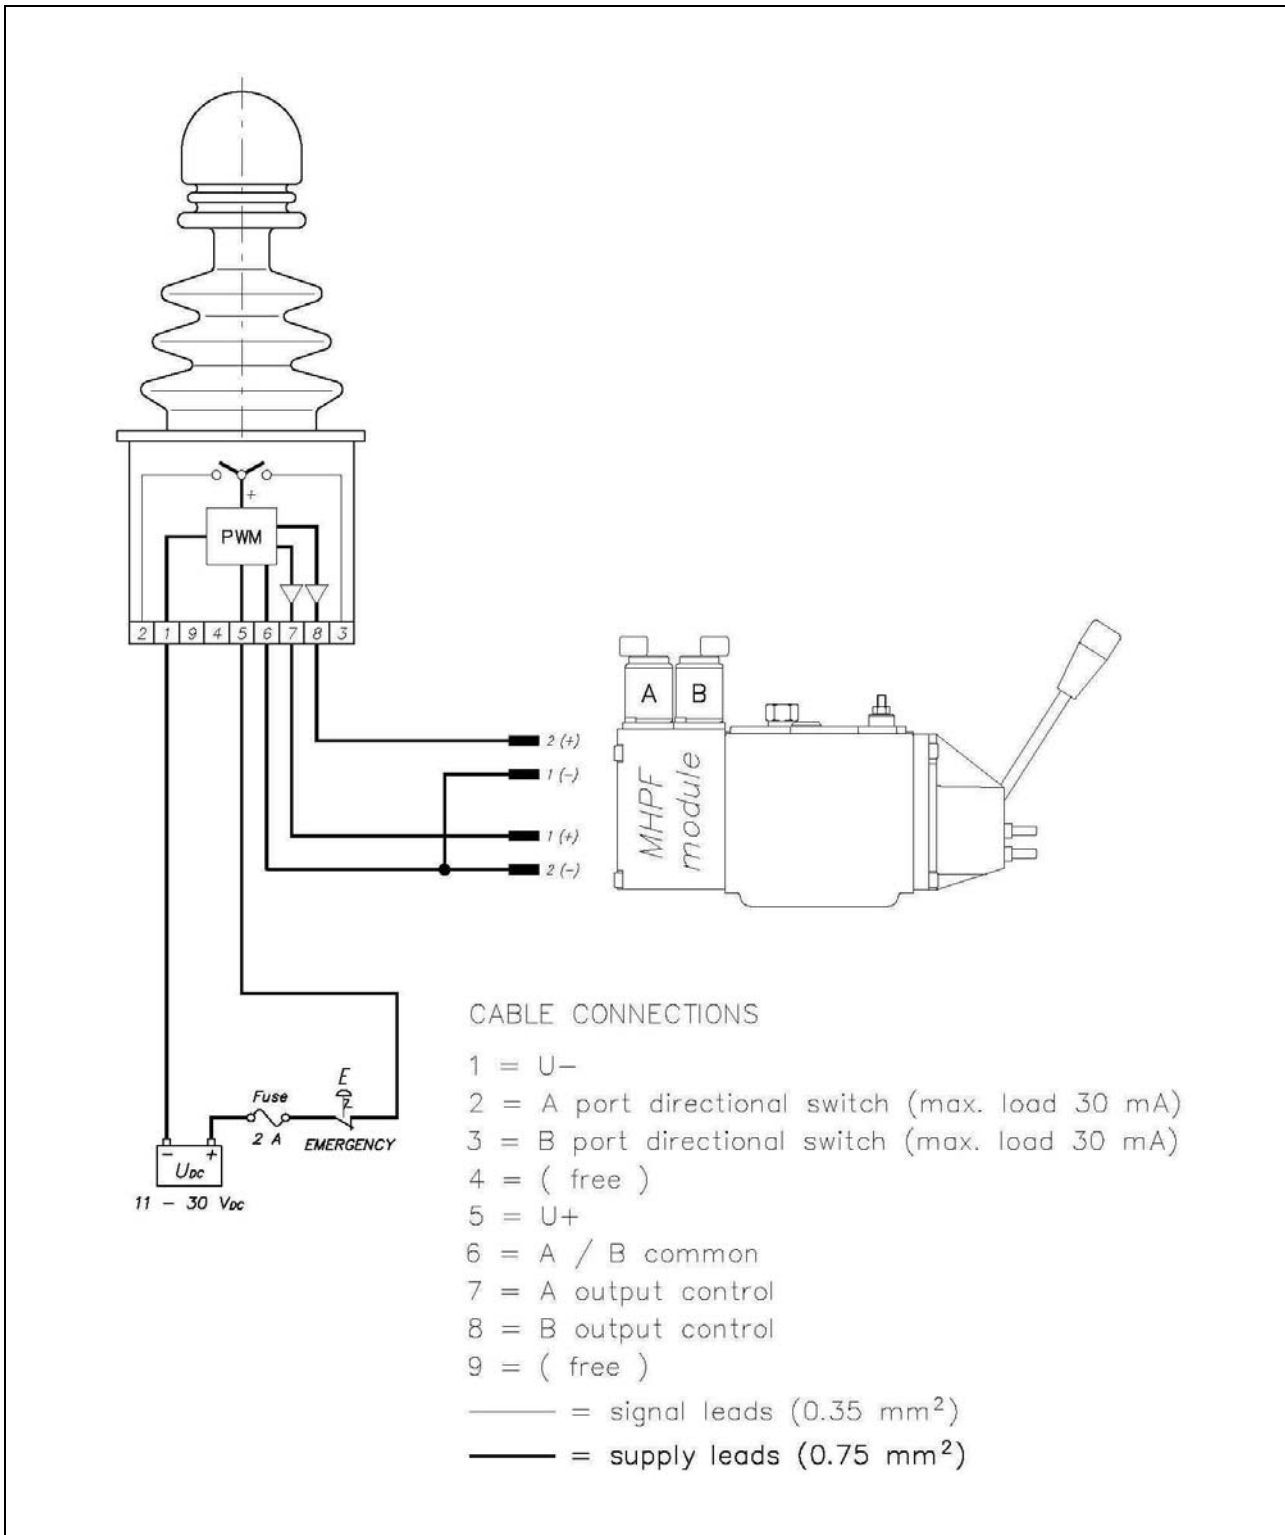 +
PWM
2 1 9 4 5 6 7 8 3
A B
2 (+)
1 (-)
1 (+)
2 (-)
MHPF
module
E
Fuse
2 A
EMERGENCY
- +
UDC
11 - 30 VDC
CABLE CONNECTIONS
1 = U-
2 = A port directional switch (max. load 30 mA)
3 = B port directional switch (max. load 30 mA)
4 = ( free )
5 = U+
6 = A / B common
7 = A output control
8 = B output control
9 = ( free )
= signal leads (0.35 mm²)
= supply leads (0.75 mm²)